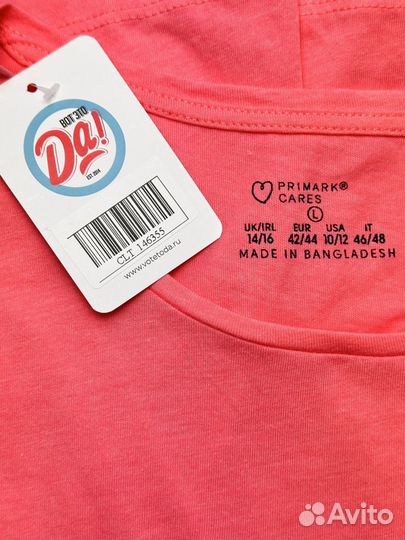 ВОТ ЭТО
Da!
EST. 2014
CLT 146355
www.votetoda.ru
PRIMARK®
CARES
L
UK/IRL EUR USA IT
14/16 42/44 10/12 46/48
MADE IN BANGLADESH
Avito